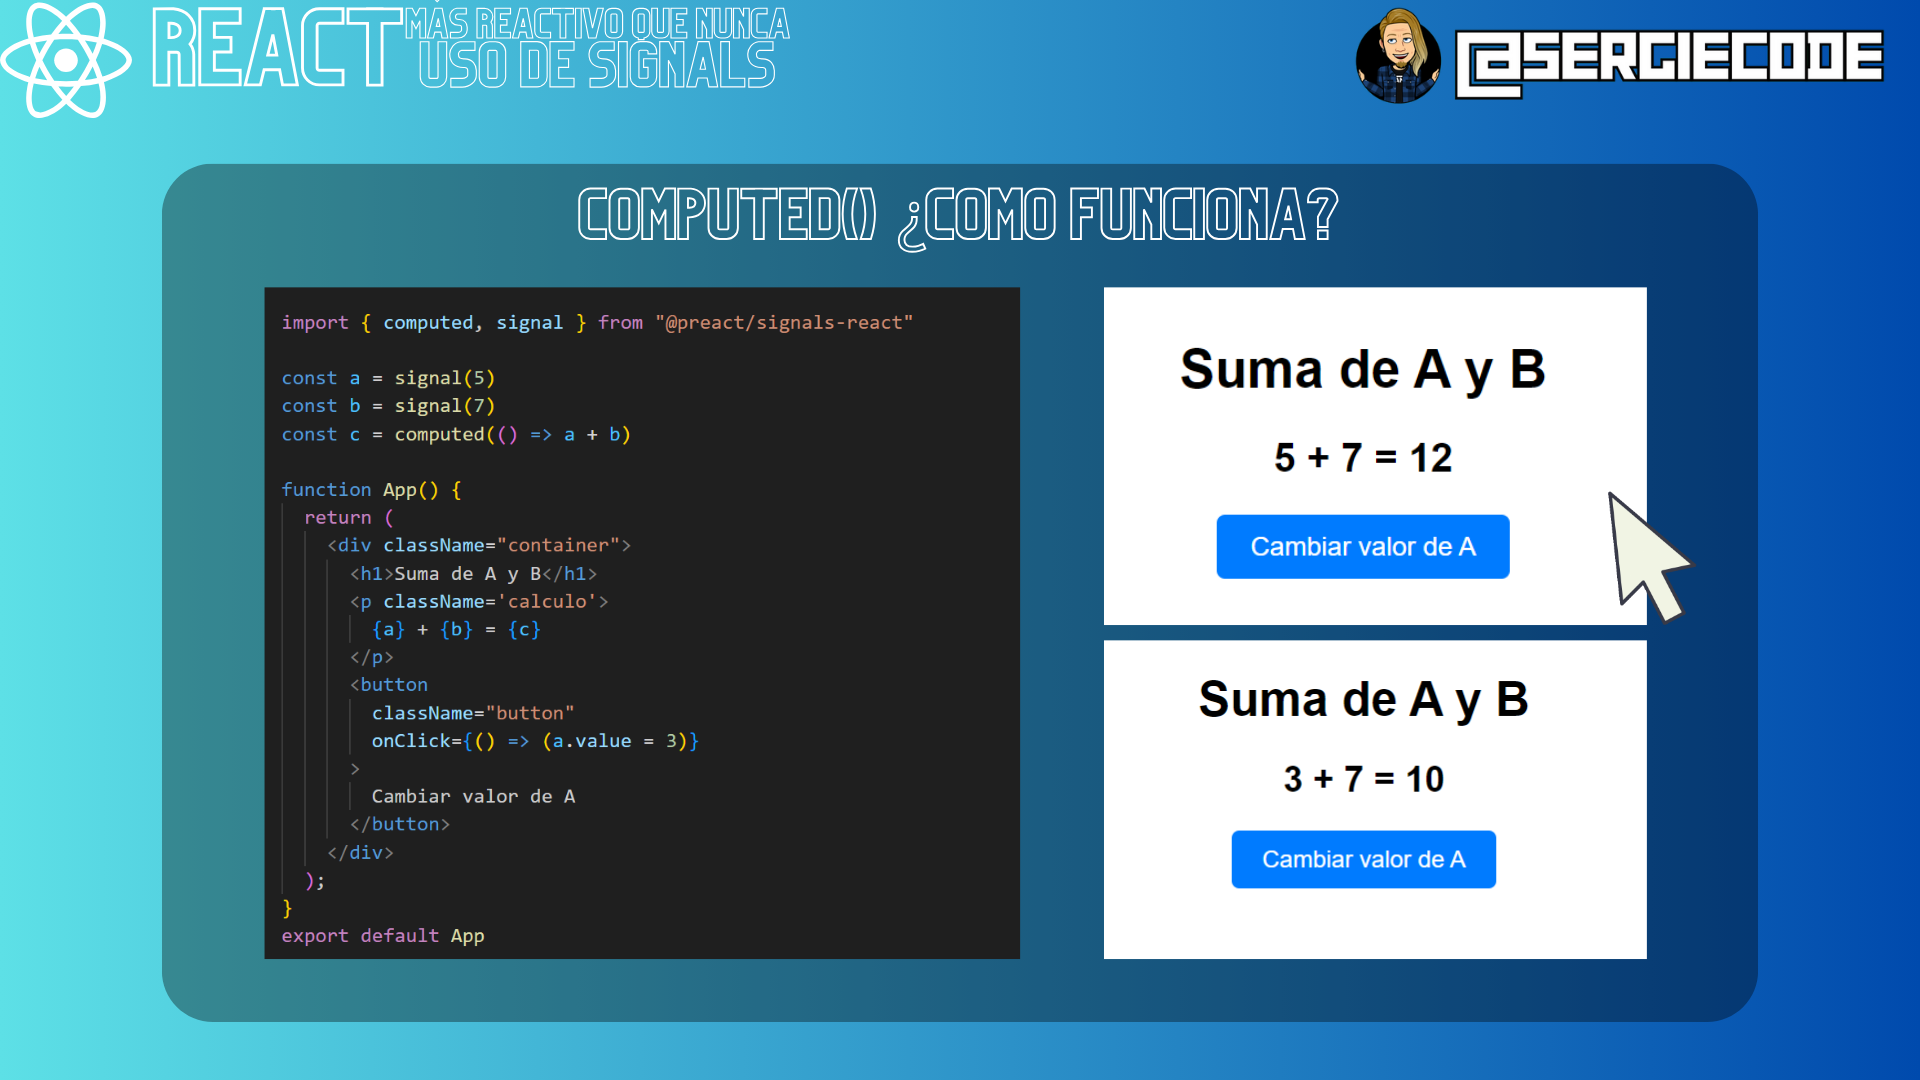 REACT
MÁS REACTIVO QUE NUNCA
USO DE SIGNALS
@SERGIECODE
COMPUTED() ¿COMO FUNCIONA?
import { computed, signal } from "@preact/signals-react"
const a = signal(5)
const b = signal(7)
const c = computed(() => a + b)
function App() {
return (
<div className="container">
<h1>Suma de A y B</h1>
<p className='calculo'>
{a} + {b} = {c}
</p>
<button
className="button"
onClick={() => (a.value = 3)}
>
Cambiar valor de A
</button>
</div>
);
}
export default App
Suma de A y B
5 + 7 = 12
Cambiar valor de A
Suma de A y B
3 + 7 = 10
Cambiar valor de A